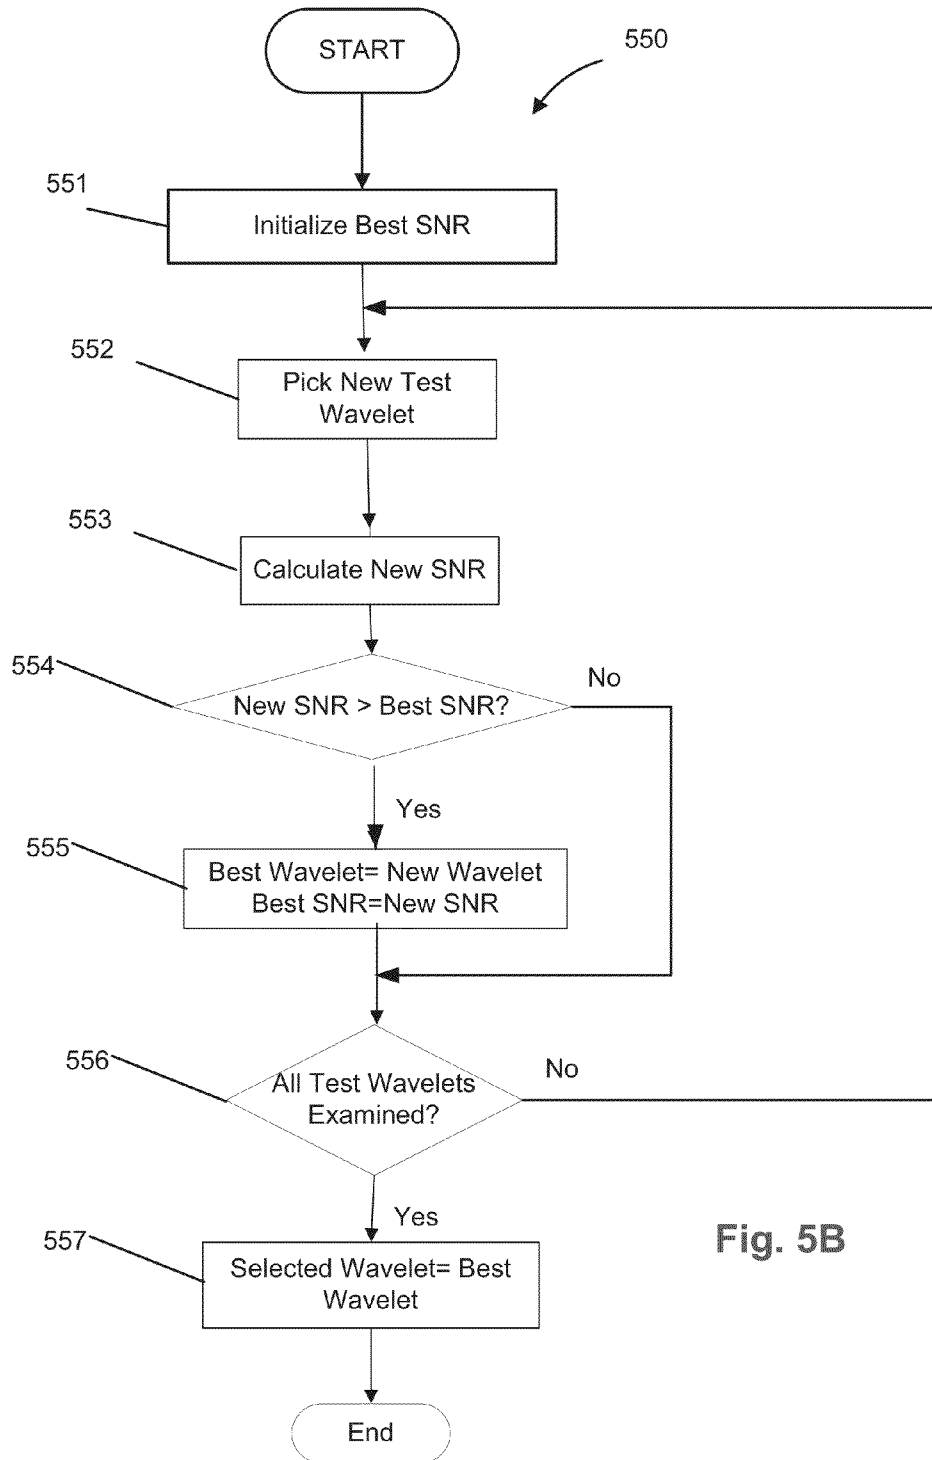 START
550
551
Initialize Best SNR
552
Pick New Test
Wavelet
553
Calculate New SNR
554
New SNR > Best SNR?
No
Yes
555
Best Wavelet= New Wavelet
Best SNR=New SNR
556
All Test Wavelets
Examined?
No
Yes
557
Selected Wavelet= Best
Wavelet
Fig. 5B
End